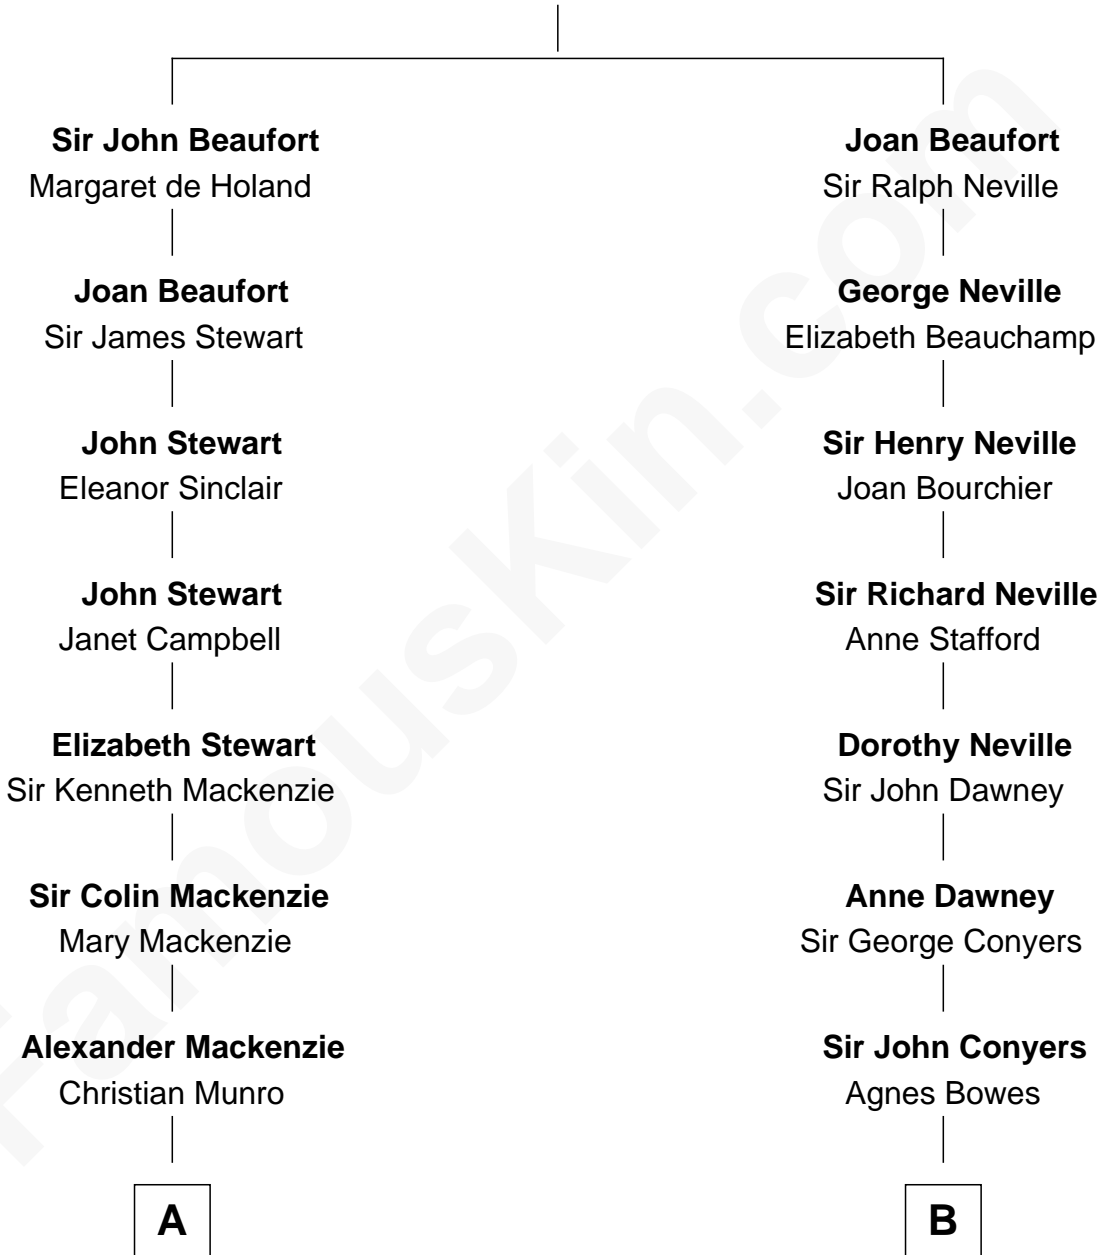 Sir John Beaufort
Margaret de Holand
Joan Beaufort
Sir James Stewart
John Stewart
Eleanor Sinclair
John Stewart
Janet Campbell
Elizabeth Stewart
Sir Kenneth Mackenzie
Sir Colin Mackenzie
Mary Mackenzie
Alexander Mackenzie
Christian Munro
A
Joan Beaufort
Sir Ralph Neville
George Neville
Elizabeth Beauchamp
Sir Henry Neville
Joan Bourchier
Sir Richard Neville
Anne Stafford
Dorothy Neville
Sir John Dawney
Anne Dawney
Sir George Conyers
Sir John Conyers
Agnes Bowes
B
FamousKin.com